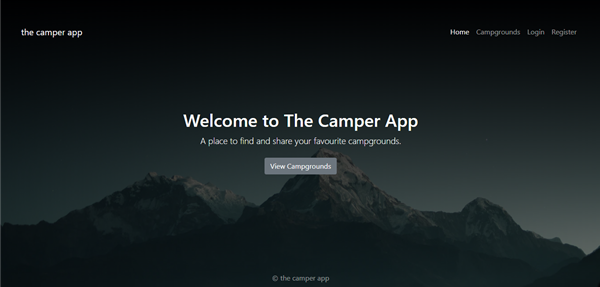 the camper app
Home Campgrounds Login Register
Welcome to The Camper App
A place to find and share your favourite campgrounds.
View Campgrounds
© the camper app